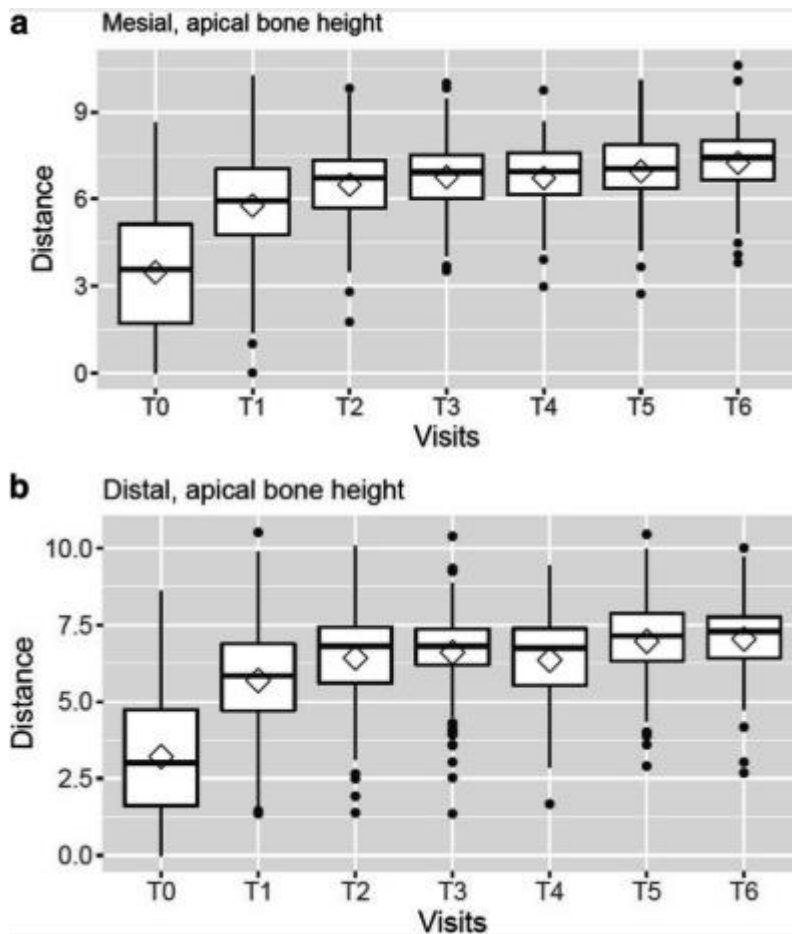 a Mesial, apical bone height
Distance
9
6
3
0
T0 T1 T2 T3 T4 T5 T6
Visits
b Distal, apical bone height
Distance
10.0
7.5
5.0
2.5
0.0
T0 T1 T2 T3 T4 T5 T6
Visits